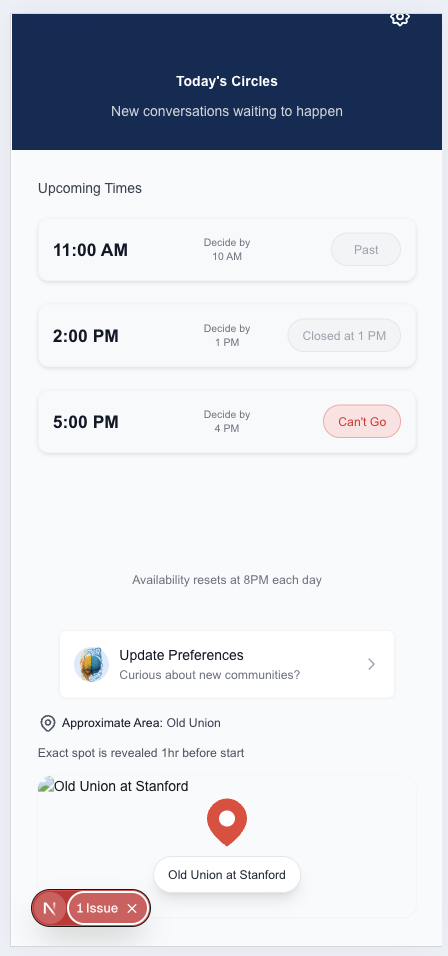 Today's Circles
New conversations waiting to happen
Upcoming Times
11:00 AM
Decide by
10 AM
Past
2:00 PM
Decide by
1 PM
Closed at 1 PM
5:00 PM
Decide by
4 PM
Can't Go
Availability resets at 8PM each day
Update Preferences
Curious about new communities?
Approximate Area: Old Union
Exact spot is revealed 1hr before start
Old Union at Stanford
Old Union at Stanford
N
1 Issue